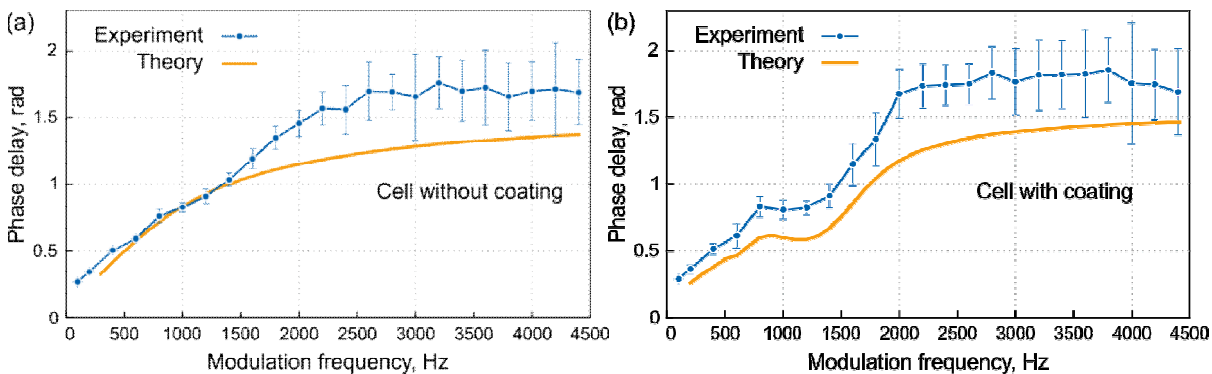 (a)
Experiment
Theory
2
1.5
1
0.5
0
Phase delay, rad
Cell without coating
0 500 1000 1500 2000 2500 3000 3500 4000 4500
Modulation frequency, Hz
(b)
Experiment
Theory
2
1.5
1
0.5
0
Phase delay, rad
Cell with coating
0 500 1000 1500 2000 2500 3000 3500 4000 4500
Modulation frequency, Hz